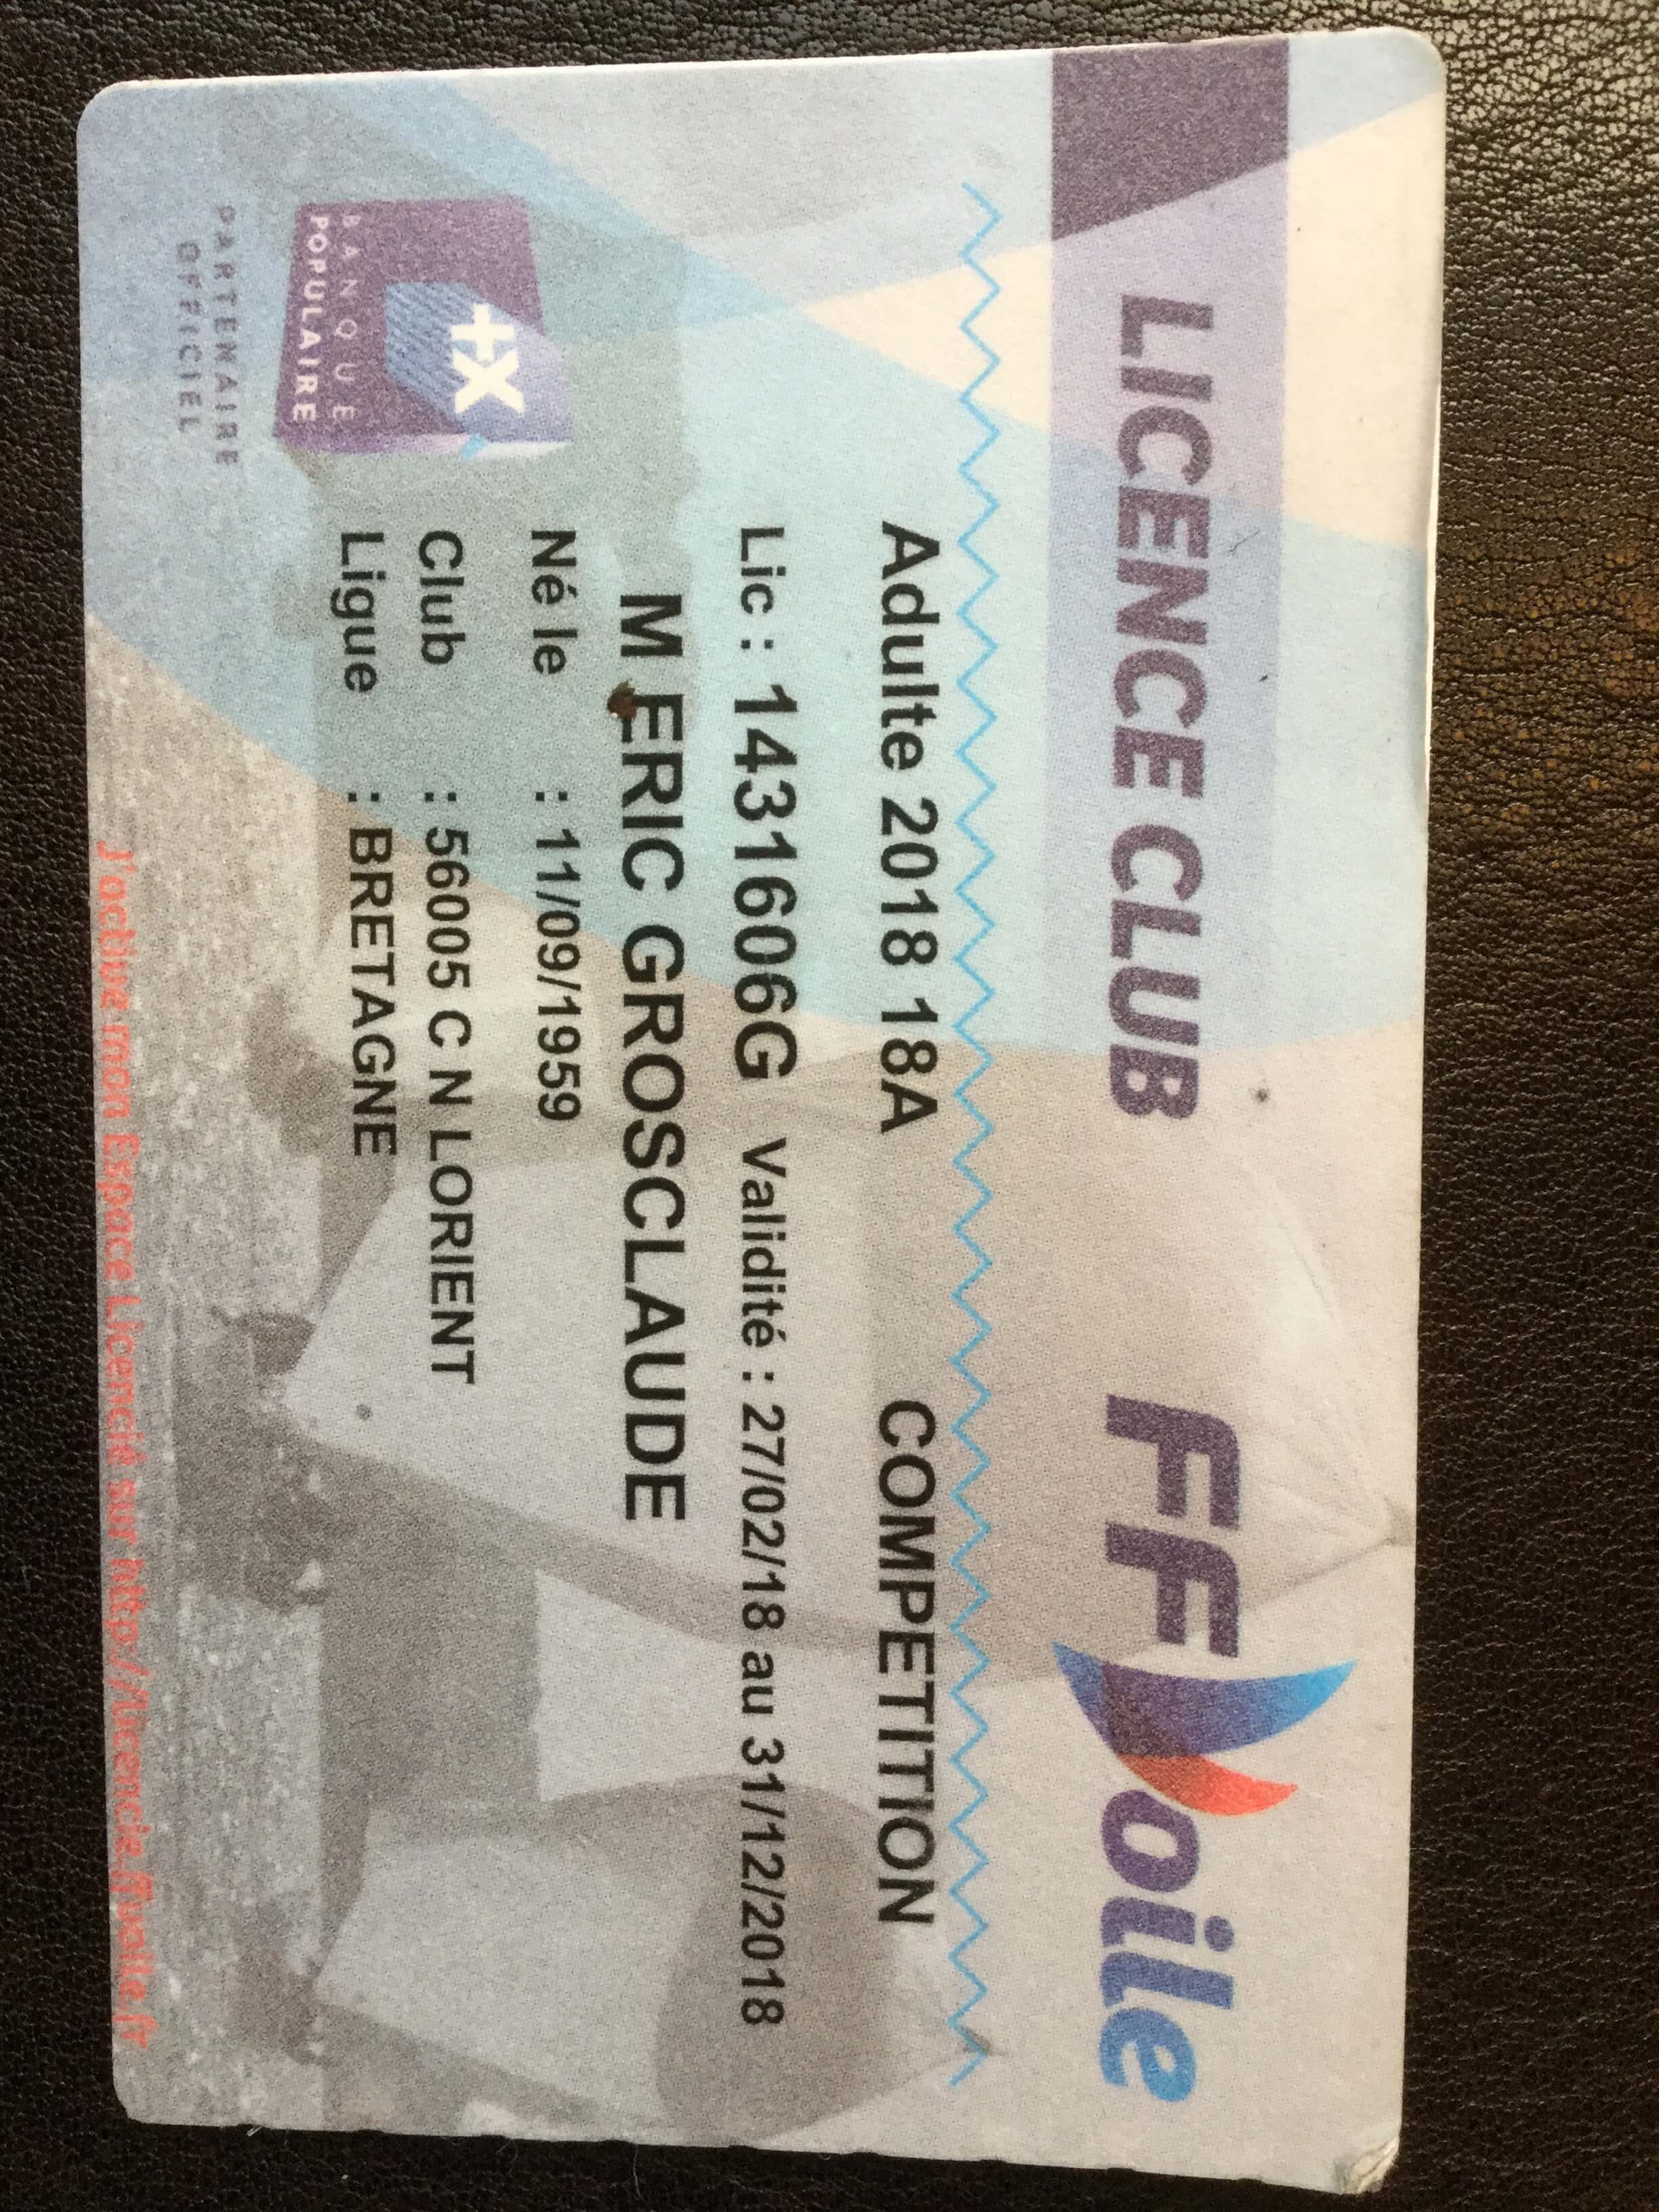 LICENCE CLUB FFVoile
Adulte 2018 18A COMPETITION
Lic : 1431606G Validité : 27/02/18 au 31/12/2018
M ERIC GROSCLAUDE
Né le : 11/09/1959
Club : 56005 C N LORIENT
Ligue : BRETAGNE
+X
BANQUE
POPULAIRE
PARTENAIRE
OFFICIEL
J'active mon Espace Licencié sur http://licencie.ffvoile.fr